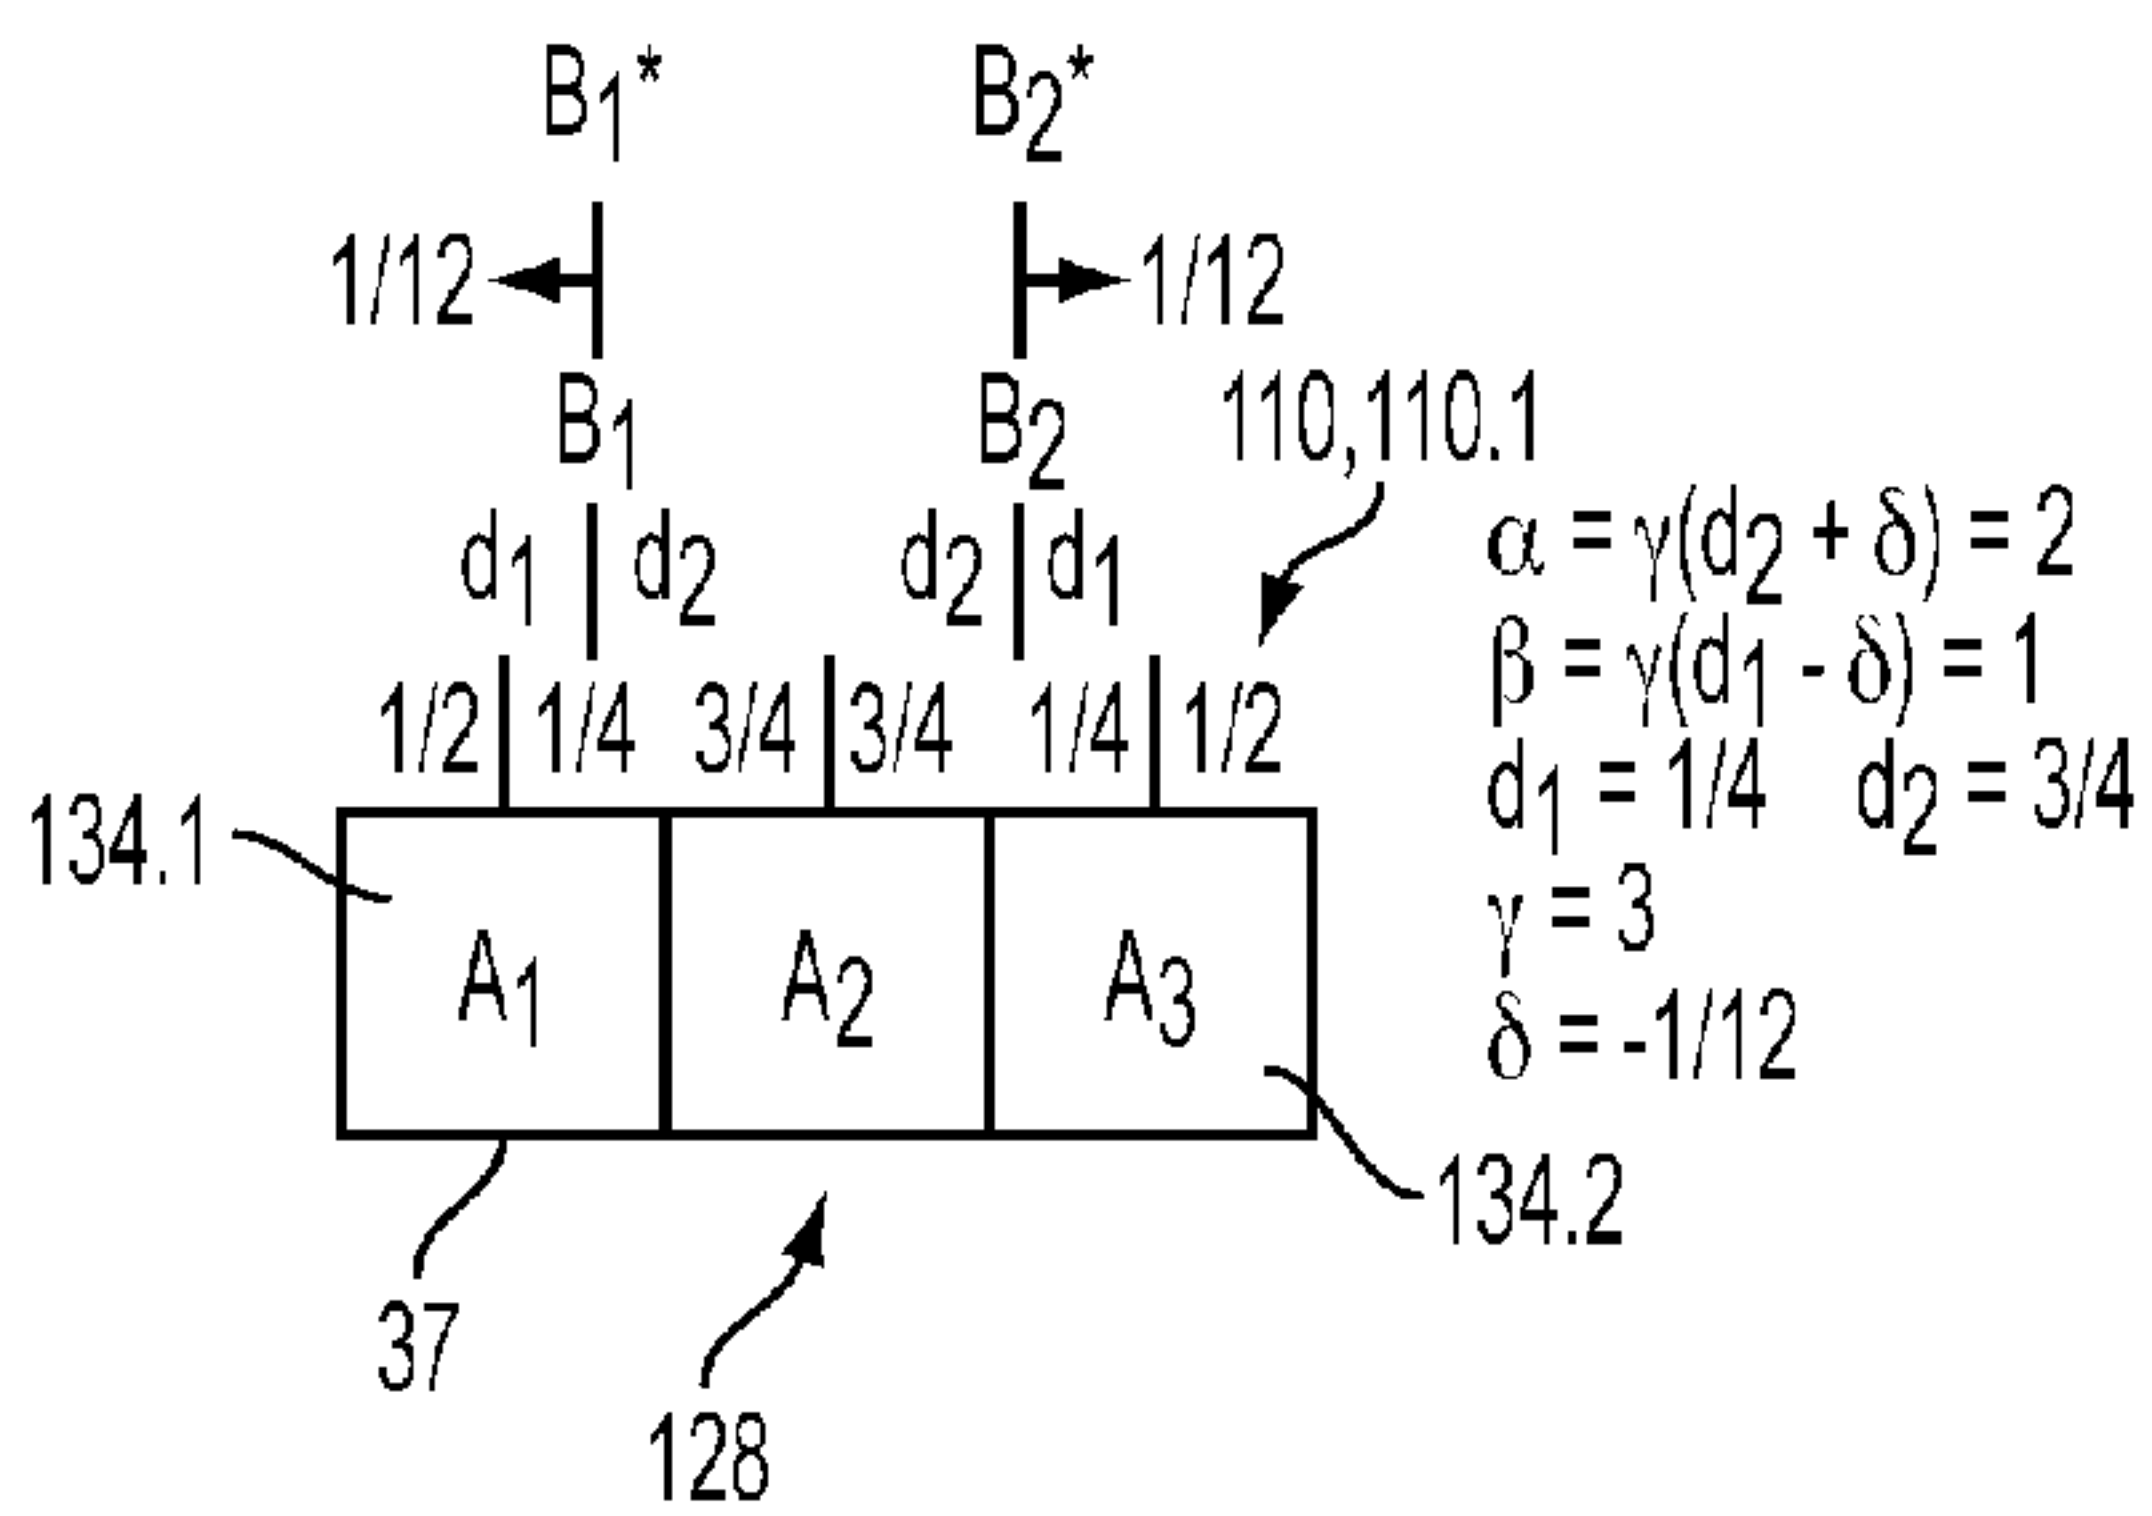 B1* B2*
1/12 1/12
B1 B2
110,110.1
d1 d2 d2 d1
α = γ(d2 + δ) = 2
β = γ(d1 - δ) = 1
1/2 1/4 3/4 3/4 1/4 1/2
d1 = 1/4 d2 = 3/4
134.1
γ = 3
A1 A2 A3
δ = -1/12
134.2
37
128